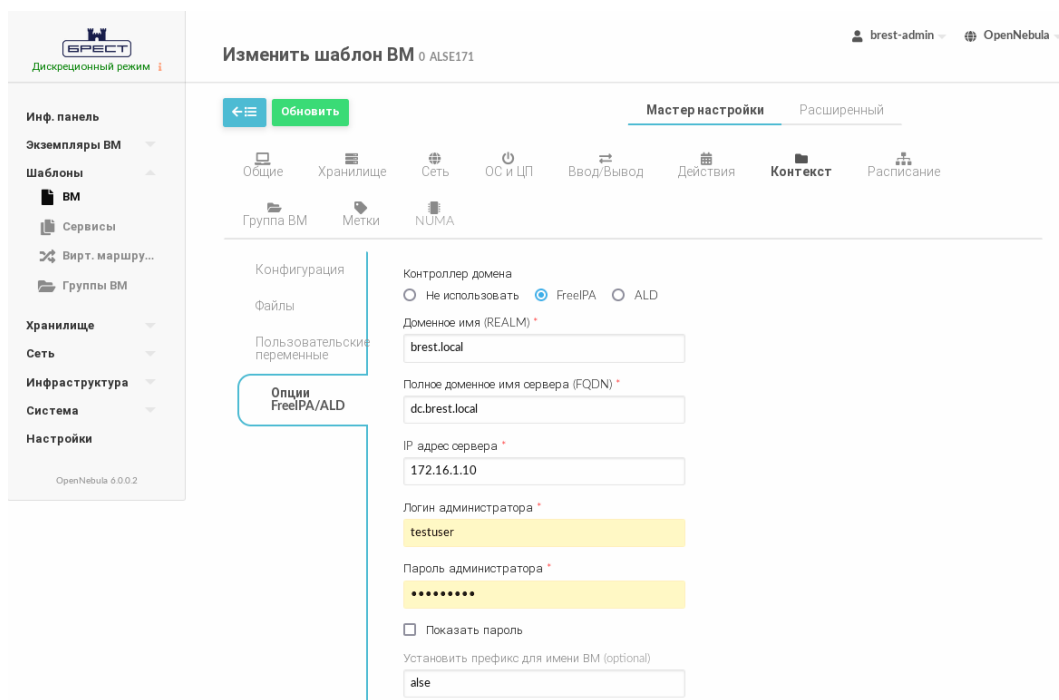 БРЕСТ
Дискреционный режим
Изменить шаблон ВМ 0 ALSE171
brest-admin
OpenNebula
Инф. панель
Экземпляры ВМ
Шаблоны
ВМ
Сервисы
Вирт. маршру...
Группы ВМ
Хранилище
Сеть
Инфраструктура
Система
Настройки
OpenNebula 6.0.0.2
Обновить
Мастер настройки
Расширенный
Общие
Хранилище
Сеть
ОС и ЦП
Ввод/Вывод
Действия
Контекст
Расписание
Группа ВМ
Метки
NUMA
Конфигурация
Файлы
Пользовательские
переменные
Опции
FreeIPA/ALD
Контроллер домена
Не использовать
FreeIPA
ALD
Доменное имя (REALM) *
brest.local
Полное доменное имя сервера (FQDN) *
dc.brest.local
IP адрес сервера *
172.16.1.10
Логин администратора *
testuser
Пароль администратора *
•••••••••
Показать пароль
Установить префикс для имени ВМ (optional)
alse